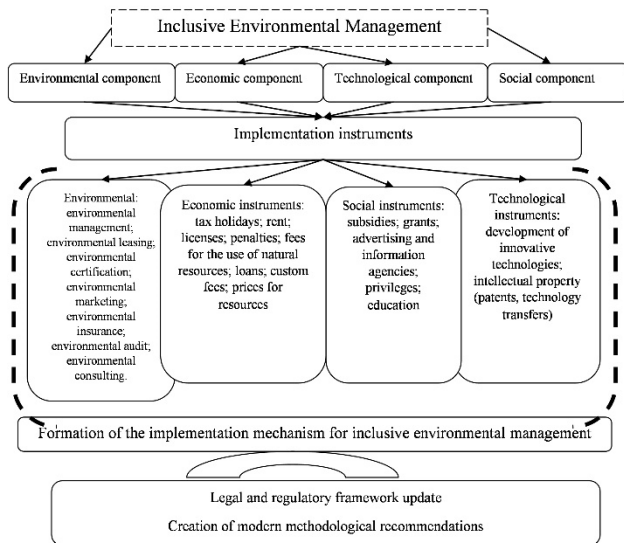 Inclusive Environmental Management
Environmental component
Economic Component
Technological component
Social component
Implementation instruments
Environmental:
environmental
management;
environmental leasing;
environmental
certification;
environmental
marketing;
environmental
insurance;
environmental audit;
environmental
consulting.
Economic instruments:
tax holidays; rent;
licenses; penalties; fees
for the use of natural
resources; loans; custom
fees; prices for
resources
Social instruments:
subsidies; grants;
advertising and
information
agencies;
privileges;
education
Technological
instruments:
development of
innovative
technologies;
intellectual property
(patents, technology
transfers)
Formation of the implementation mechanism for inclusive environmental management
Legal and regulatory framework update
Creation of modern methodological recommendations